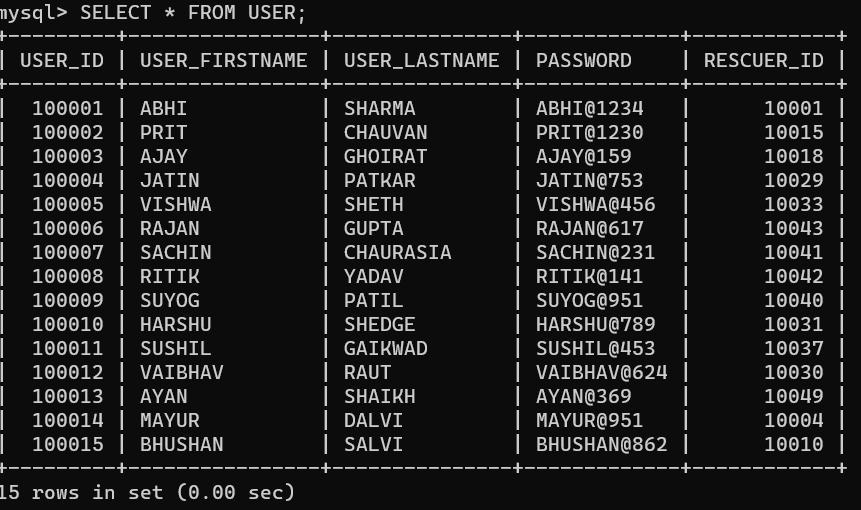 mysql> SELECT * FROM USER;
+---------+----------------+---------------+-------------+------------+
| USER_ID | USER_FIRSTNAME | USER_LASTNAME | PASSWORD    | RESCUER_ID |
+---------+----------------+---------------+-------------+------------+
|  100001 | ABHI           | SHARMA        | ABHI@1234   |      10001 |
|  100002 | PRIT           | CHAUVAN       | PRIT@1230   |      10015 |
|  100003 | AJAY           | GHOIRAT       | AJAY@159    |      10018 |
|  100004 | JATIN          | PATKAR        | JATIN@753   |      10029 |
|  100005 | VISHWA         | SHETH         | VISHWA@456  |      10033 |
|  100006 | RAJAN          | GUPTA         | RAJAN@617   |      10043 |
|  100007 | SACHIN         | CHAURASIA     | SACHIN@231  |      10041 |
|  100008 | RITIK          | YADAV         | RITIK@141   |      10042 |
|  100009 | SUYOG          | PATIL         | SUYOG@951   |      10040 |
|  100010 | HARSHU         | SHEDGE        | HARSHU@789  |      10031 |
|  100011 | SUSHIL         | GAIKWAD       | SUSHIL@453  |      10037 |
|  100012 | VAIBHAV        | RAUT          | VAIBHAV@624 |      10030 |
|  100013 | AYAN           | SHAIKH        | AYAN@369    |      10049 |
|  100014 | MAYUR          | DALVI         | MAYUR@951   |      10004 |
|  100015 | BHUSHAN        | SALVI         | BHUSHAN@862 |      10010 |
+---------+----------------+---------------+-------------+------------+
15 rows in set (0.00 sec)